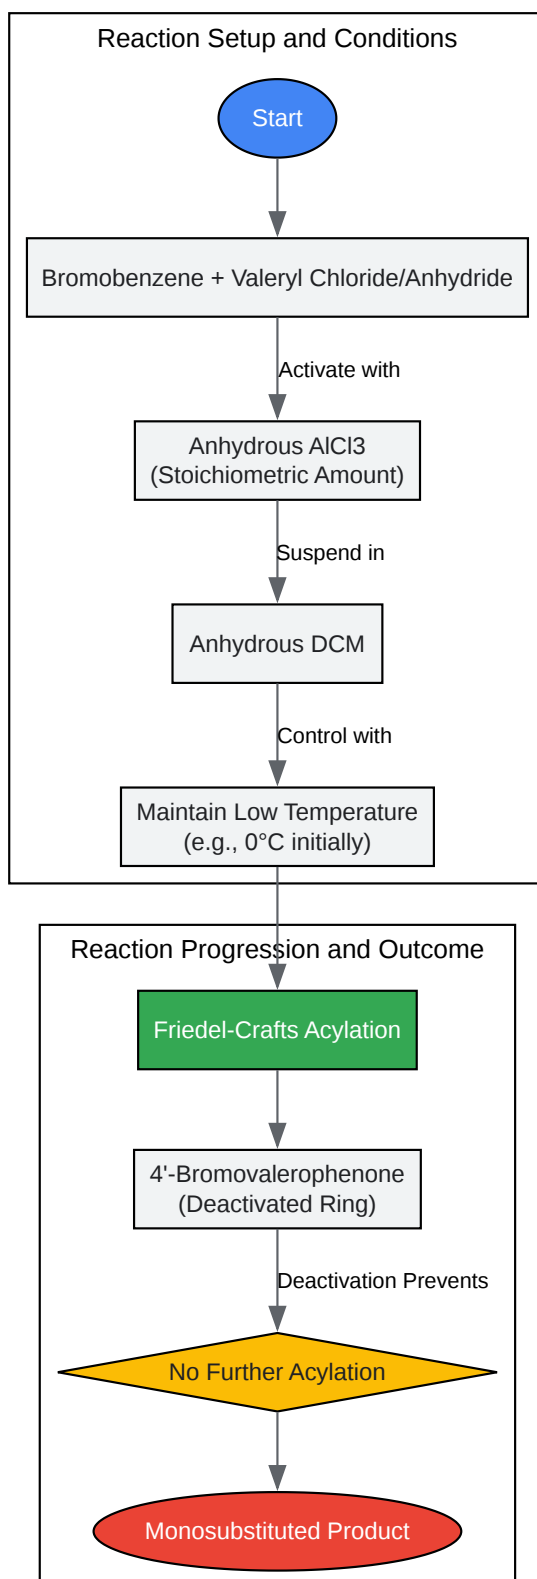 Reaction Setup and Conditions
Start
Bromobenzene + Valeryl Chloride/Anhydride
Activate with
Anhydrous AlCl3
(Stoichiometric Amount)
Suspend in
Anhydrous DCM
Control with
Maintain Low Temperature
(e.g., 0°C initially)
Reaction Progression and Outcome
Friedel-Crafts Acylation
4'-Bromovalerophenone
(Deactivated Ring)
Deactivation Prevents
No Further Acylation
Monosubstituted Product